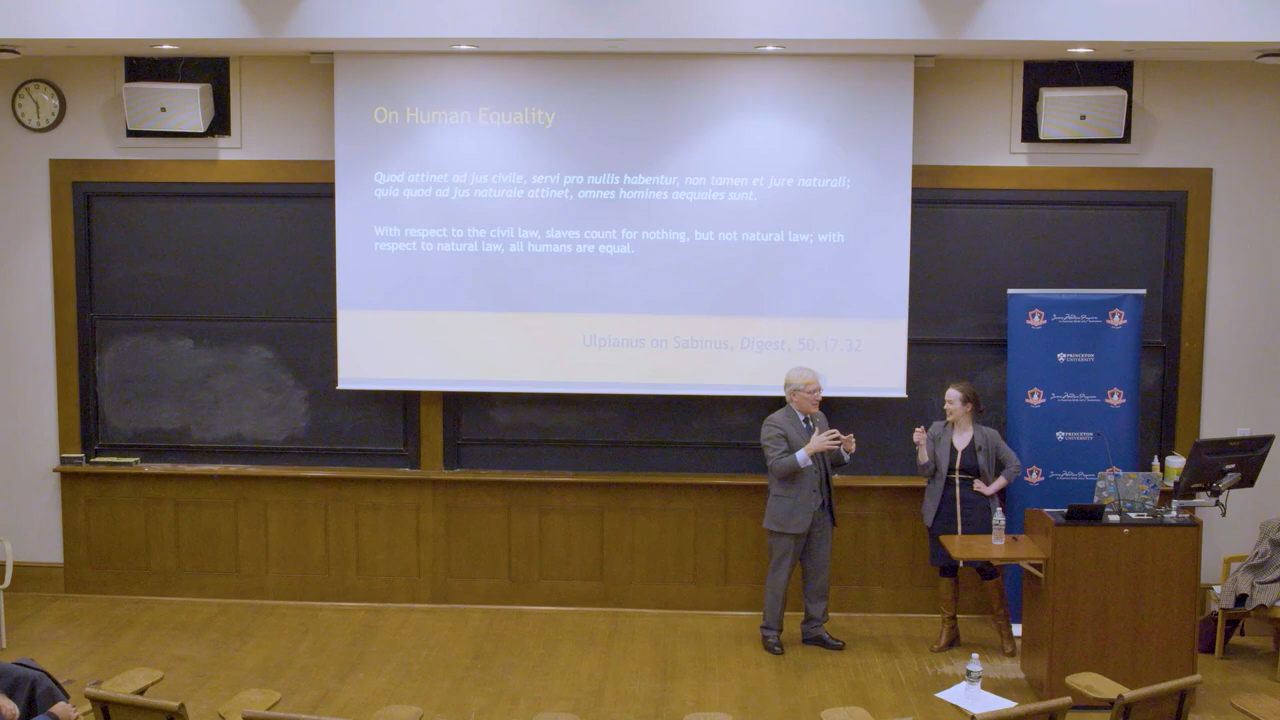 On Human Equality
Quod attinet ad jus civile, servi pro nullis habentur, non tamen et jure naturali;
quia quod ad jus naturale attinet, omnes homines aequales sunt.
With respect to the civil law, slaves count for nothing, but not natural law; with
respect to natural law, all humans are equal.
Ulpianus on Sabinus, Digest, 50.17.32
PRINCETON
UNIVERSITY
PRINCETON
UNIVERSITY